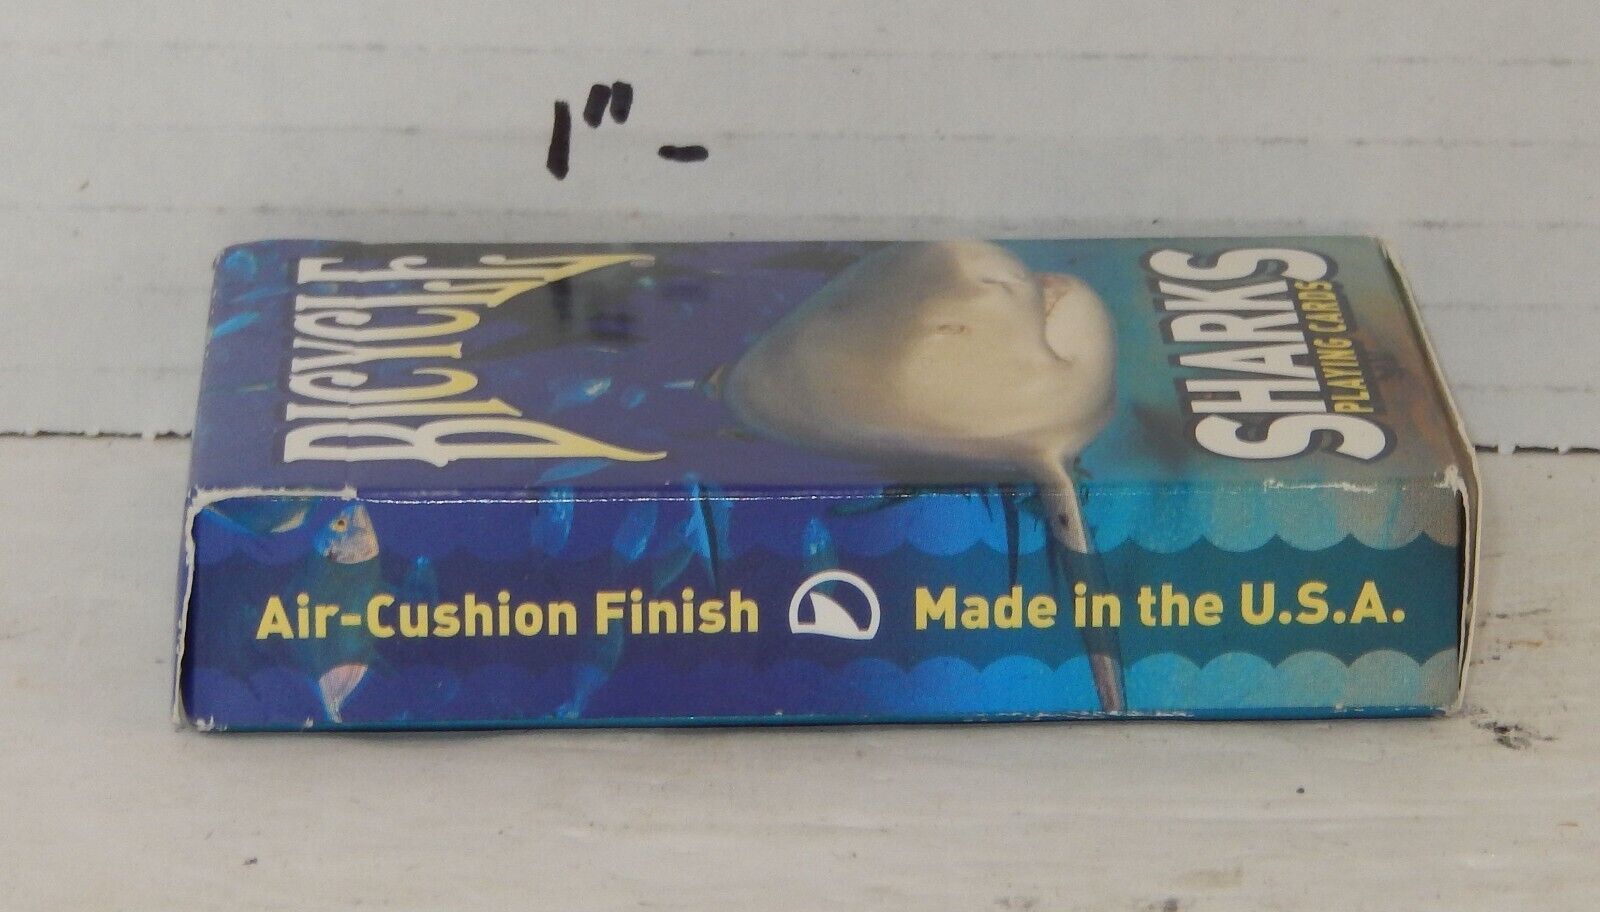 1"-
BICYCLE
SHARKS
PLAYING CARDS
Air-Cushion Finish Made in the U.S.A.